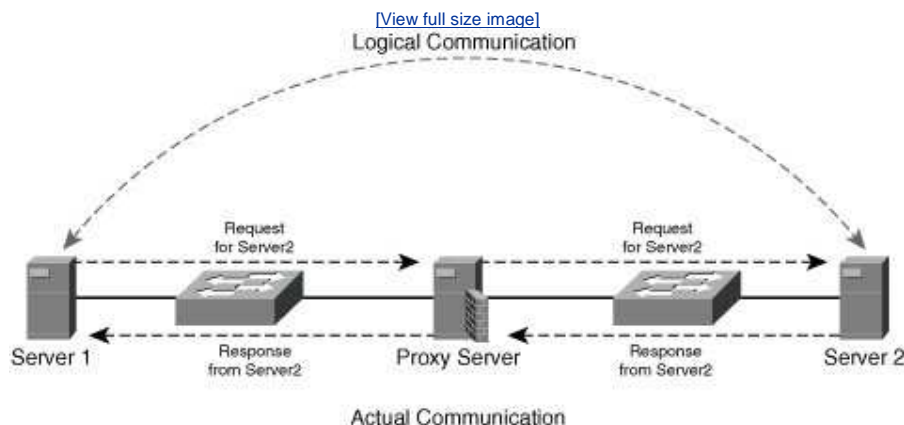 [View full size image]
Logical Communication
Request
for Server2
Request
for Server2
Server 1
Response
from Server2
Proxy Server
Response
from Server2
Server 2
Actual Communication